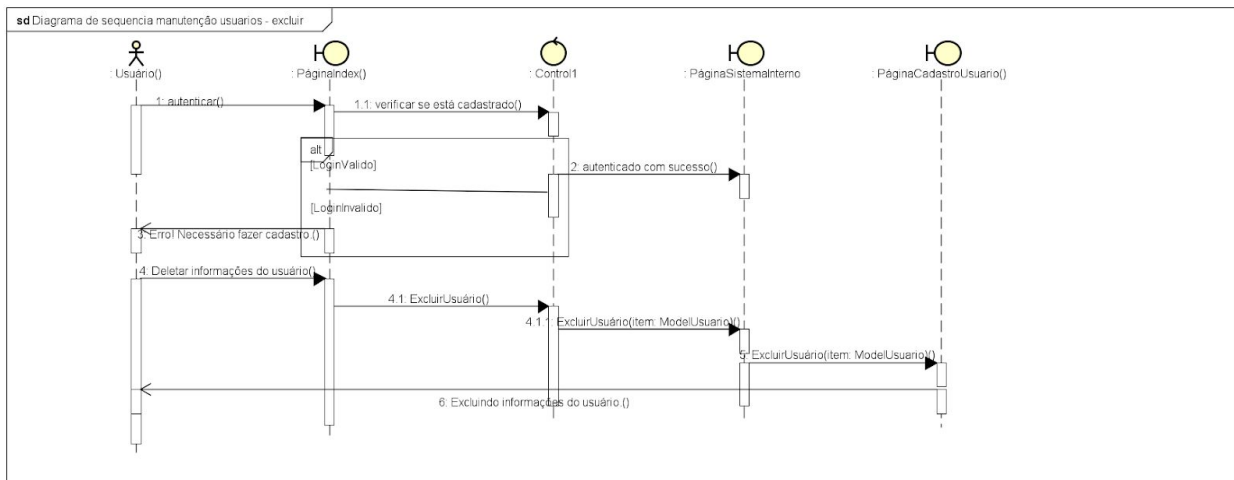 sd Diagrama de sequencia manutenção usuarios - excluir
: Usuário()
: PáginaIndex()
: Control1
: PáginaSistemaInterno
: PáginaCadastroUsuario()
1: autenticar()
1.1: verificar se está cadastrado()
alt
[LoginValido]
2: autenticado com sucesso()
[LoginInvalido]
3: Erro! Necessário fazer cadastro.()
4: Deletar informações do usuário()
4.1: ExcluirUsuário()
4.1.1: ExcluirUsuário(item: ModelUsuario)()
5: ExcluirUsuário(item: ModelUsuario)()
6: Excluindo informações do usuário.()